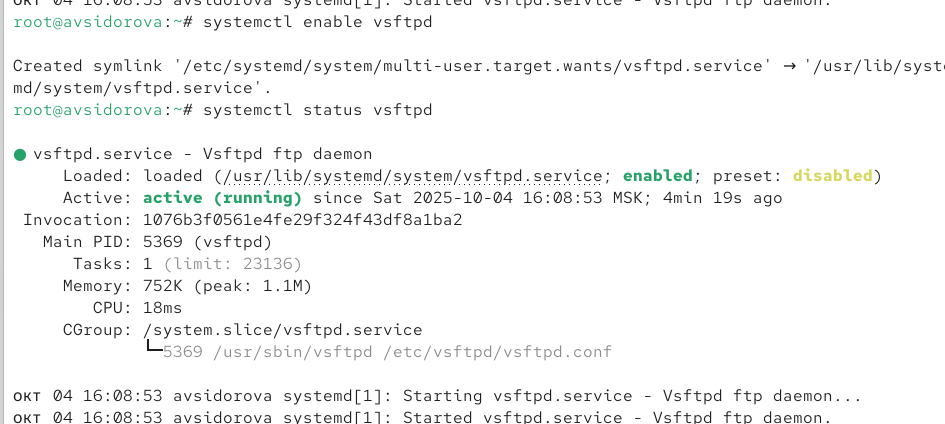 окт 04 16:08:53 avsidorova systemd[1]: Started vsftpd.service - Vsftpd ftp daemon.
root@avsidorova:~# systemctl enable vsftpd
Created symlink '/etc/systemd/system/multi-user.target.wants/vsftpd.service' → '/usr/lib/syste
md/system/vsftpd.service'.
root@avsidorova:~# systemctl status vsftpd
● vsftpd.service - Vsftpd ftp daemon
Loaded: loaded (/usr/lib/systemd/system/vsftpd.service; enabled; preset: disabled)
Active: active (running) since Sat 2025-10-04 16:08:53 MSK; 4min 19s ago
Invocation: 1076b3f0561e4fe29f324f43df8a1ba2
Main PID: 5369 (vsftpd)
Tasks: 1 (limit: 23136)
Memory: 752K (peak: 1.1M)
CPU: 18ms
CGroup: /system.slice/vsftpd.service
└─5369 /usr/sbin/vsftpd /etc/vsftpd/vsftpd.conf
окт 04 16:08:53 avsidorova systemd[1]: Starting vsftpd.service - Vsftpd ftp daemon...
окт 04 16:08:53 avsidorova systemd[1]: Started vsftpd.service - Vsftpd ftp daemon.